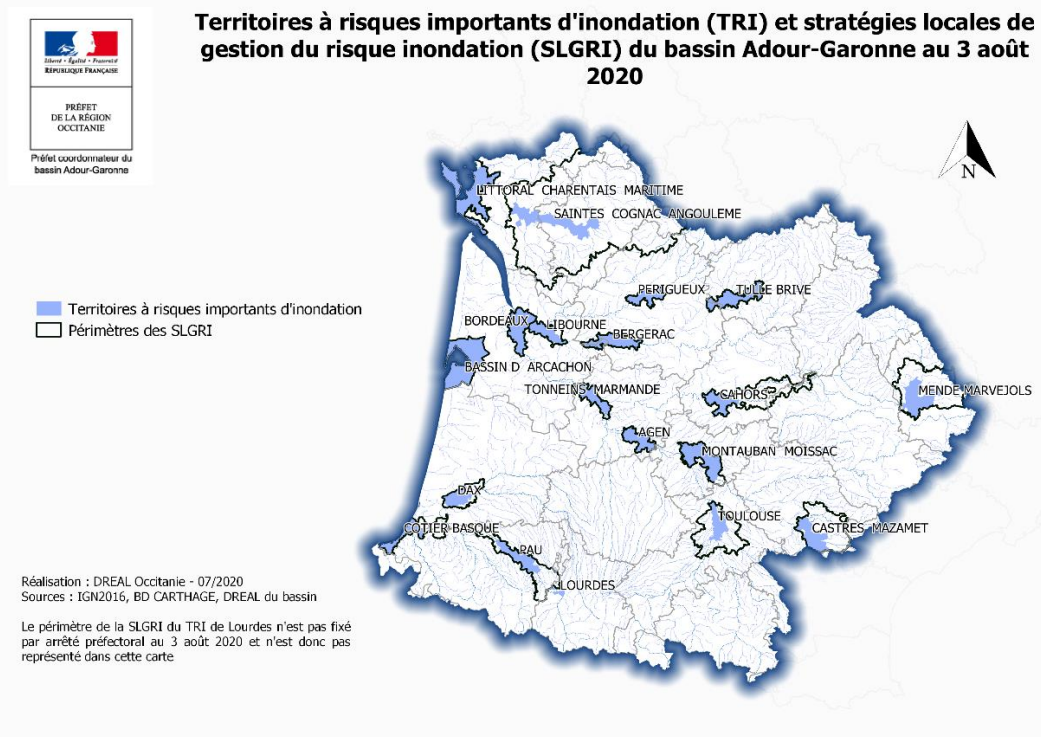 Territoires à risques importants d'inondation (TRI) et stratégies locales de
gestion du risque inondation (SLGRI) du bassin Adour-Garonne au 3 août
2020
Liberté • Égalité • Fraternité
RÉPUBLIQUE FRANÇAISE
PRÉFET
DE LA RÉGION
OCCITANIE
Préfet coordonnateur du
bassin Adour-Garonne
N
LITTORAL CHARENTAIS MARITIME
SAINTES COGNAC ANGOULEME
PERIGUEUX
TULLE BRIVE
Territoires à risques importants d'inondation
Périmètres des SLGRI
BORDEAUX
LIBOURNE
BERGERAC
BASSIN D ARCACHON
TONNEINS MARMANDE
CAHORS
MENDE MARVEJOLS
AGEN
MONTAUBAN MOISSAC
DAX
TOULOUSE
COTIER BASQUE
CASTRES MAZAMET
PAU
LOURDES
Réalisation : DREAL Occitanie - 07/2020
Sources : IGN2016, BD CARTHAGE, DREAL du bassin
Le périmètre de la SLGRI du TRI de Lourdes n'est pas fixé
par arrêté préfectoral au 3 août 2020 et n'est donc pas
représenté dans cette carte